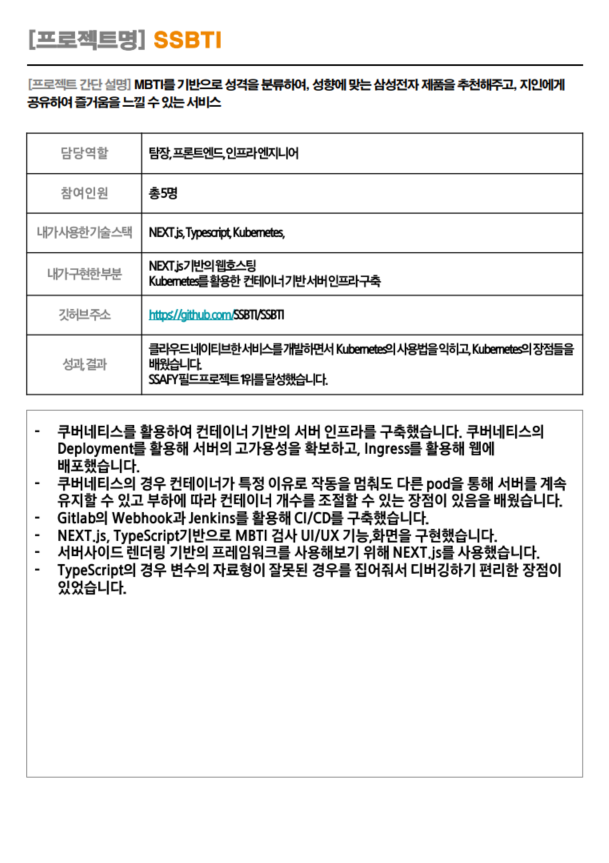 [프로젝트명] SSBTI
[프로젝트 간단 설명] MBTI를 기반으로 성격을 분류하여, 성향에 맞는 삼성전자 제품을 추천해주고, 지인에게
공유하여 즐거움을 느낄 수 있는 서비스
담당역할
팀장, 프론트엔드, 인프라 엔지니어
참여인원
총 5명
내가 사용한 기술 스택
NEXT.js, Typescript, Kubernetes,
내가 구현한 부분
NEXT.js 기반의 웹호스팅
Kubernetes를 활용한 컨테이너 기반 서버 인프라 구축
깃허브 주소
https://github.com/SSBTI/SSBTI
성과, 결과
클라우드 네이티브한 서비스를 개발하면서 Kubernetes의 사용법을 익히고, Kubernetes의 장점들을
배웠습니다.
SSAFY 필드 프로젝트 1위를 달성했습니다.
- 쿠버네티스를 활용하여 컨테이너 기반의 서버 인프라를 구축했습니다. 쿠버네티스의
Deployment를 활용해 서버의 고가용성을 확보하고, Ingress를 활용해 웹에
배포했습니다.
- 쿠버네티스의 경우 컨테이너가 특정 이유로 작동을 멈춰도 다른 pod을 통해 서버를 계속
유지할 수 있고 부하에 따라 컨테이너 개수를 조절할 수 있는 장점이 있음을 배웠습니다.
- Gitlab의 Webhook과 Jenkins를 활용해 CI/CD를 구축했습니다.
- NEXT.js, TypeScript기반으로 MBTI 검사 UI/UX 기능,화면을 구현했습니다.
- 서버사이드 렌더링 기반의 프레임워크를 사용해보기 위해 NEXT.js를 사용했습니다.
- TypeScript의 경우 변수의 자료형이 잘못된 경우를 집어줘서 디버깅하기 편리한 장점이
있었습니다.